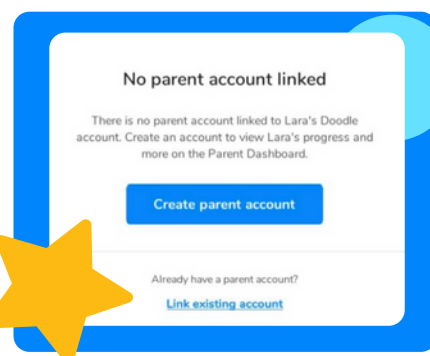 No parent account linked
There is no parent account linked to Lara's Doodle
account. Create an account to view Lara's progress and
more on the Parent Dashboard.
Create parent account
Already have a parent account?
Link existing account